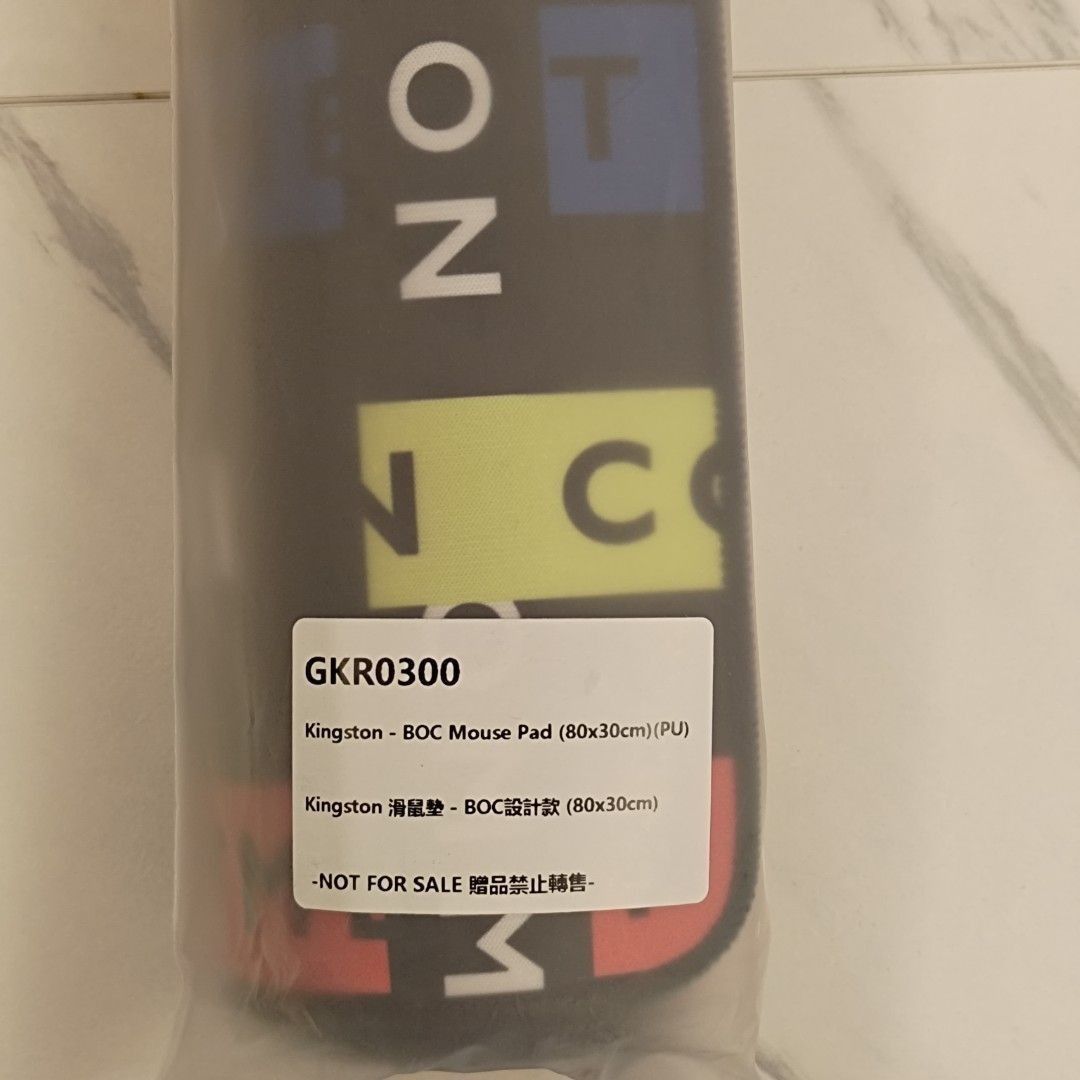 O
T
Z
N C
GKR0300
Kingston - BOC Mouse Pad (80x30cm)(PU)
Kingston 滑鼠墊 - BOC設計款 (80x30cm)
-NOT FOR SALE 贈品禁止轉售-
M